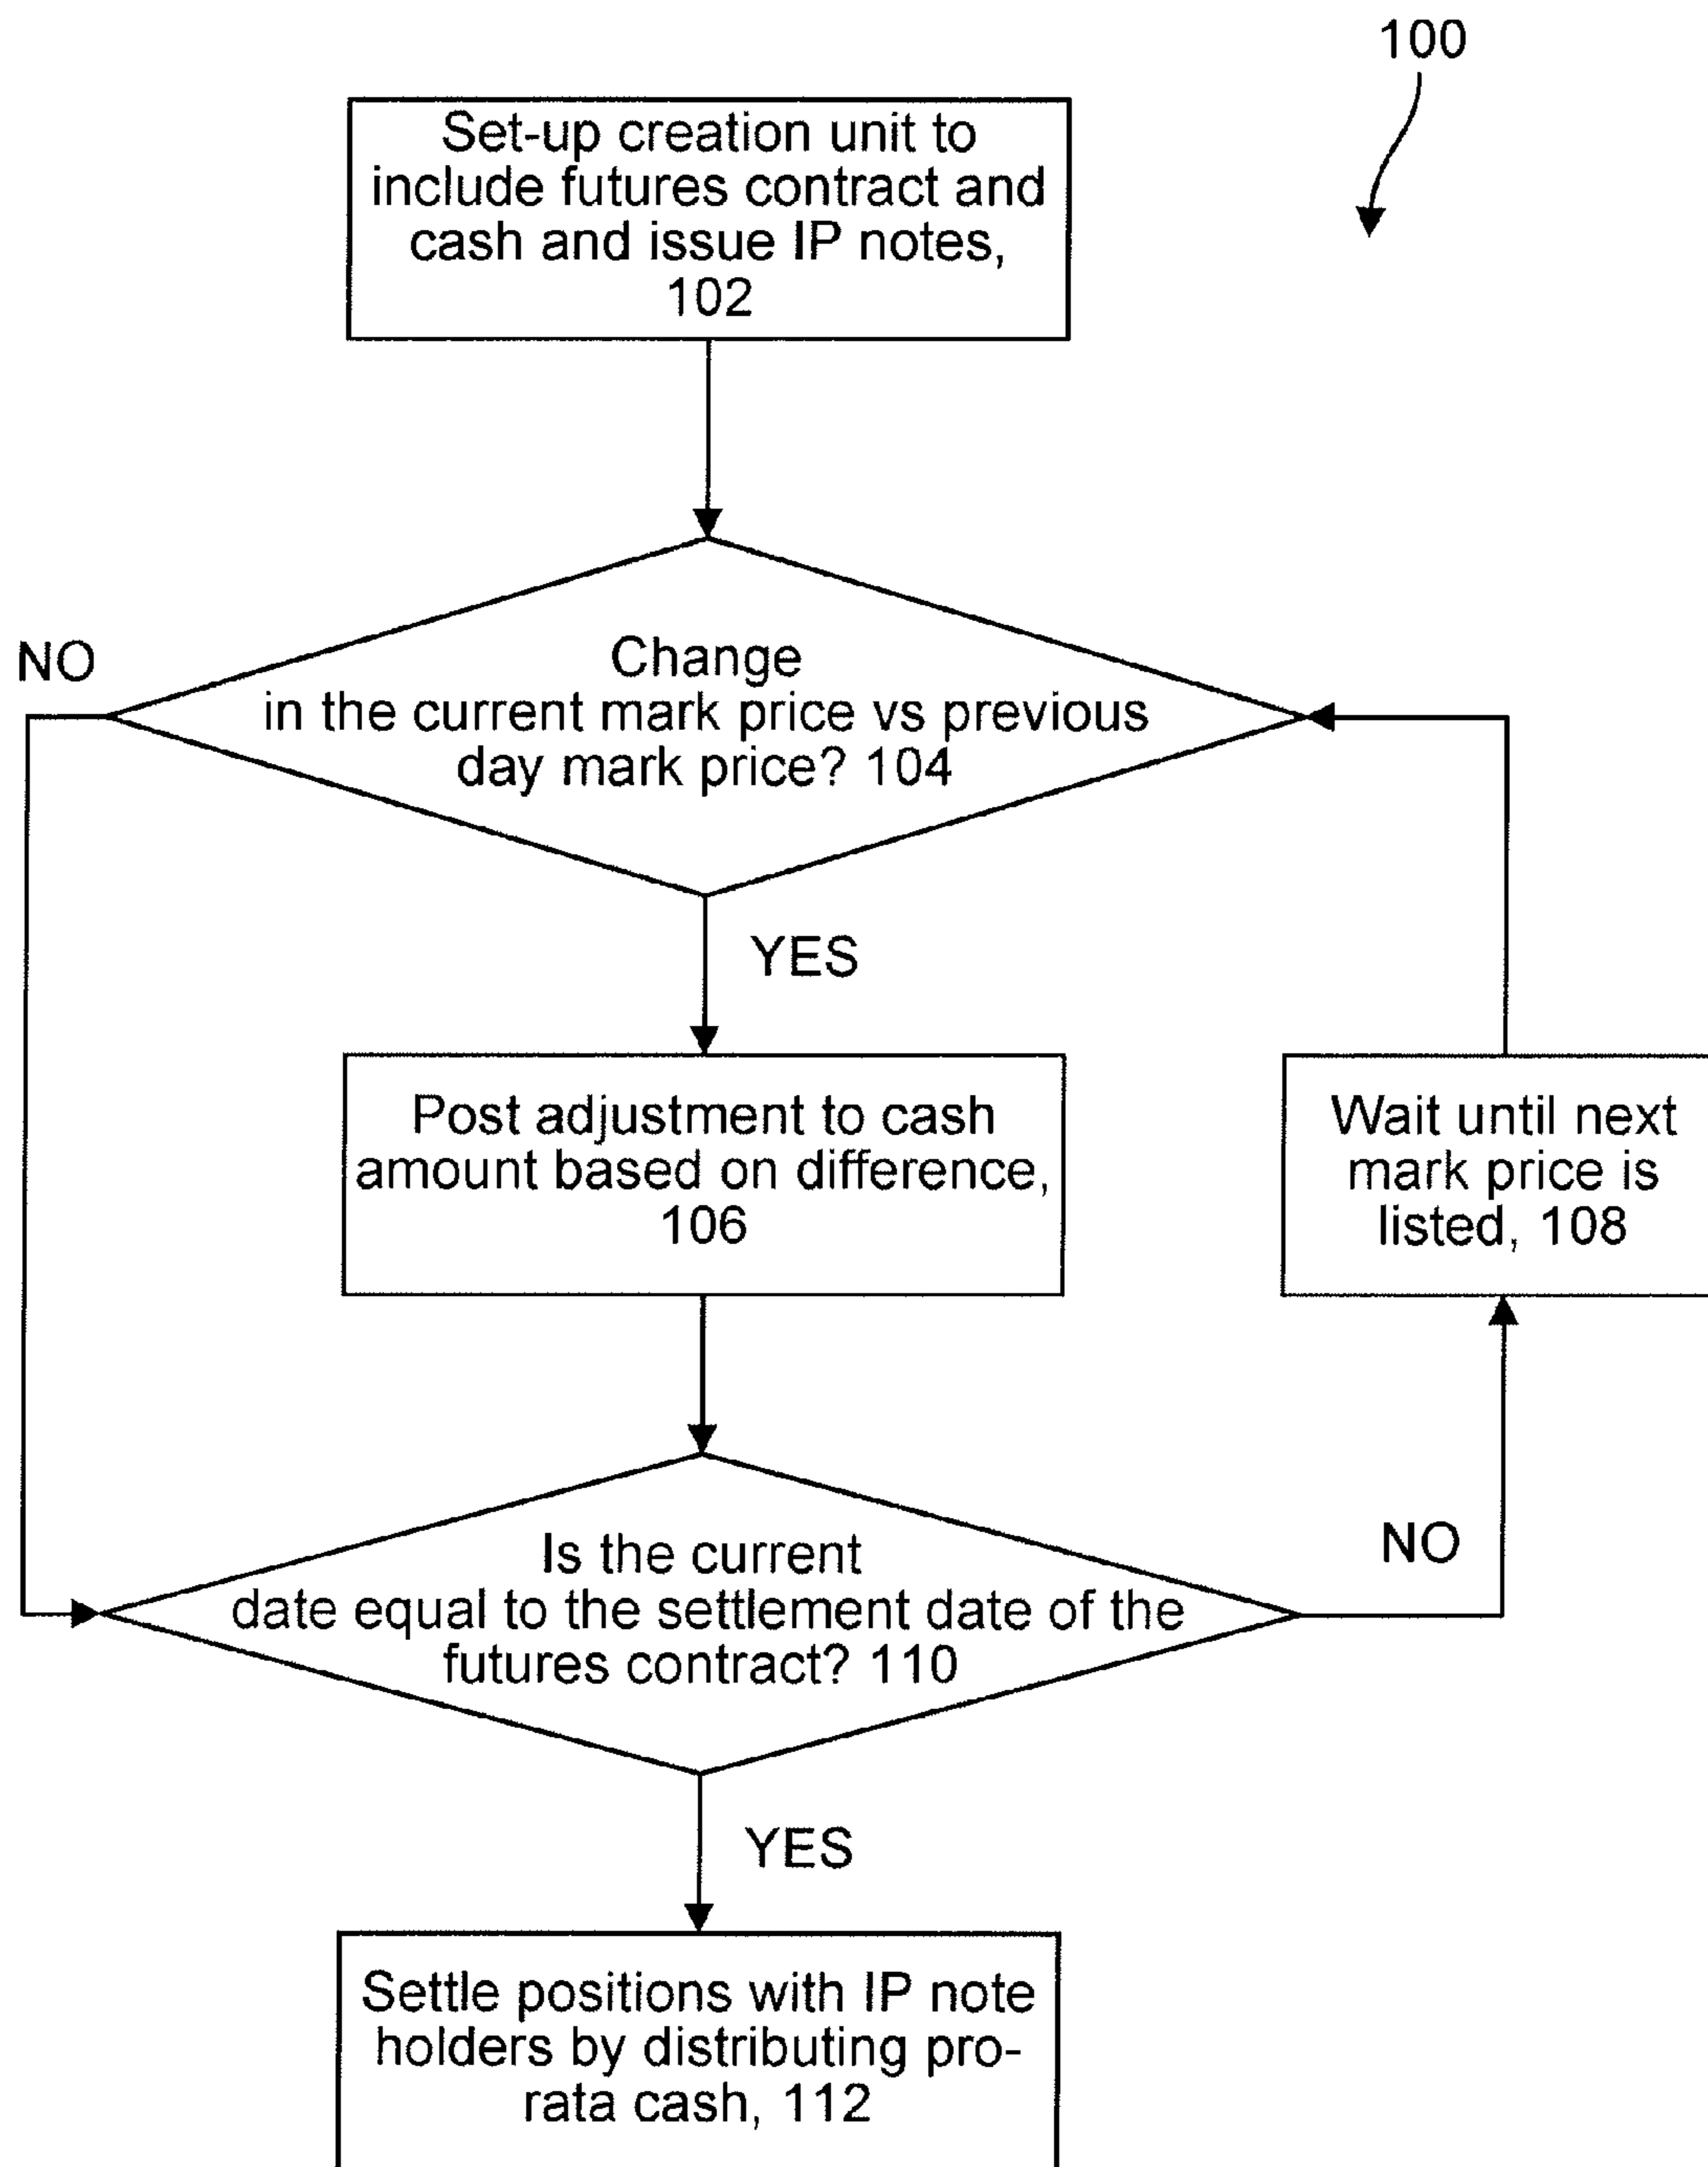 100
Set-up creation unit to
include futures contract and
cash and issue IP notes,
102
NO
Change
in the current mark price vs previous
day mark price? 104
YES
Post adjustment to cash
amount based on difference,
106
Wait until next
mark price is
listed, 108
Is the current
date equal to the settlement date of the
futures contract? 110
NO
YES
Settle positions with IP note
holders by distributing pro-
rata cash, 112